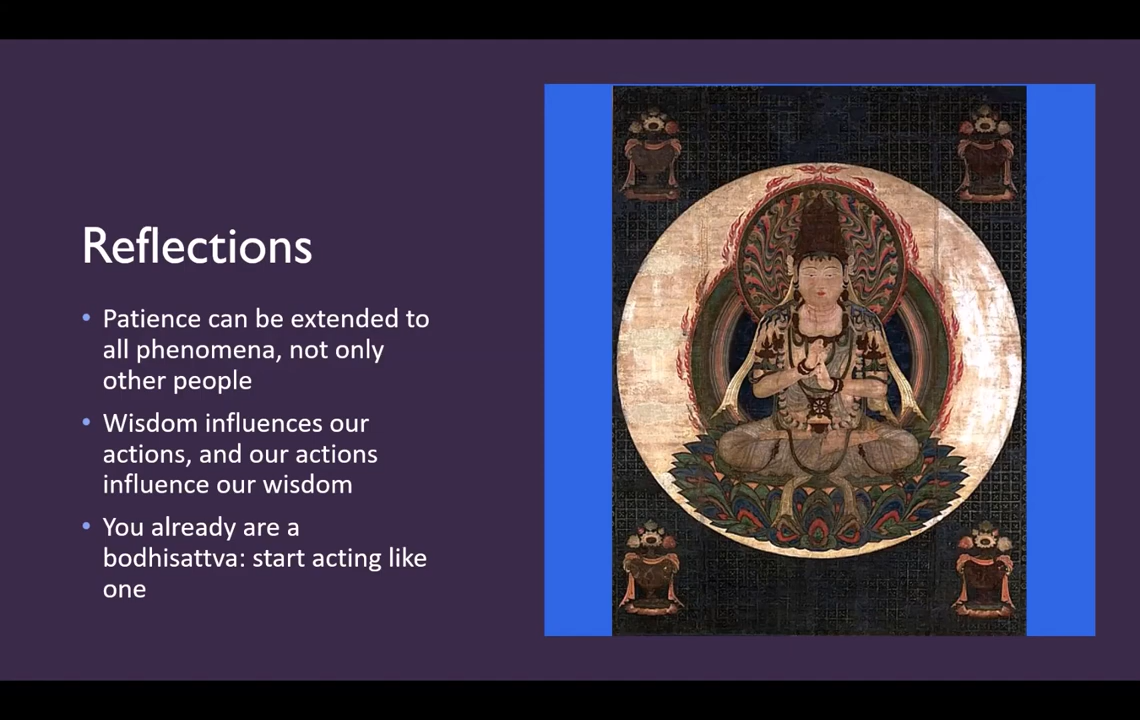 Reflections
• Patience can be extended to
all phenomena, not only
other people
• Wisdom influences our
actions, and our actions
influence our wisdom
• You already are a
bodhisattva: start acting like
one